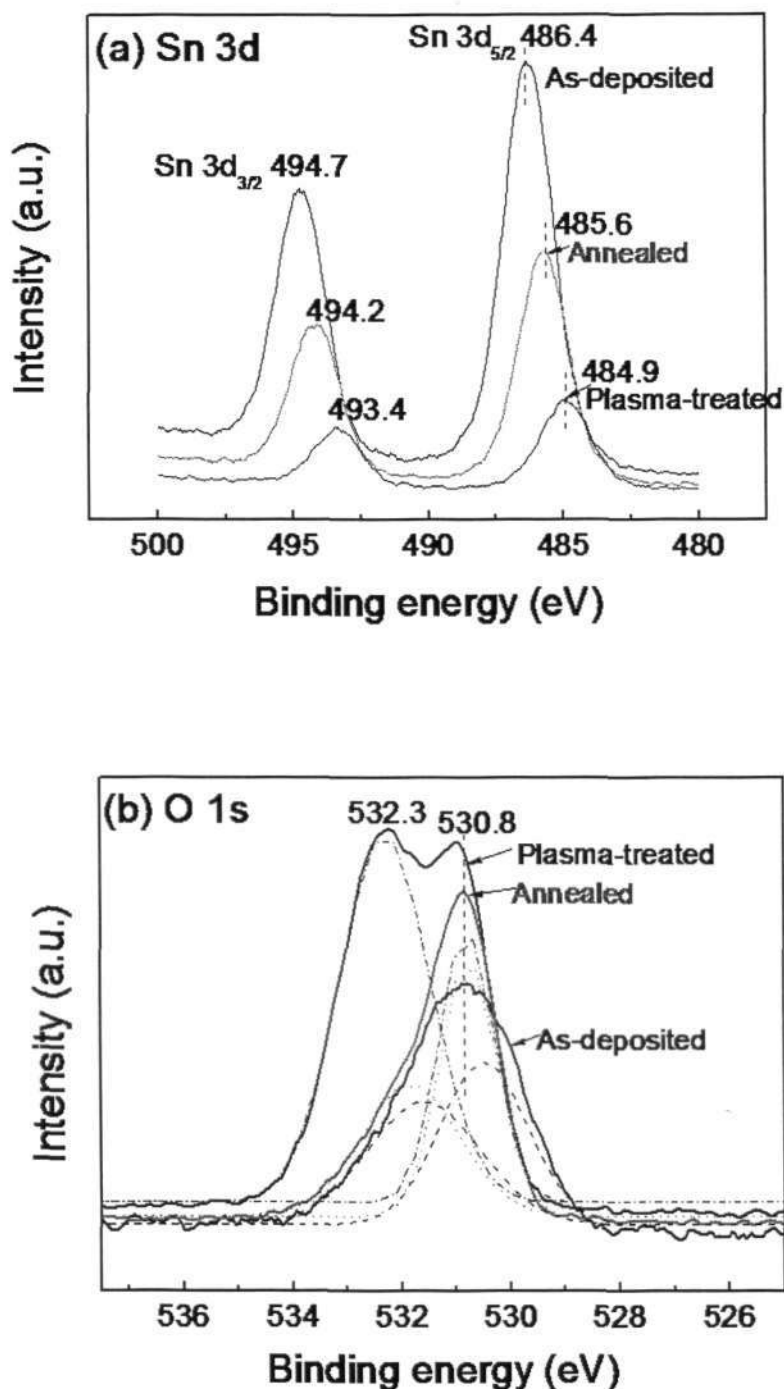 (a) Sn 3d
Sn 3d5/2 486.4
As-deposited
Sn 3d3/2 494.7
485.6
Annealed
494.2
484.9
493.4
Plasma-treated
Intensity (a.u.)
500 495 490 485 480
Binding energy (eV)
(b) O 1s
532.3
530.8
Plasma-treated
Annealed
As-deposited
Intensity (a.u.)
536 534 532 530 528 526
Binding energy (eV)